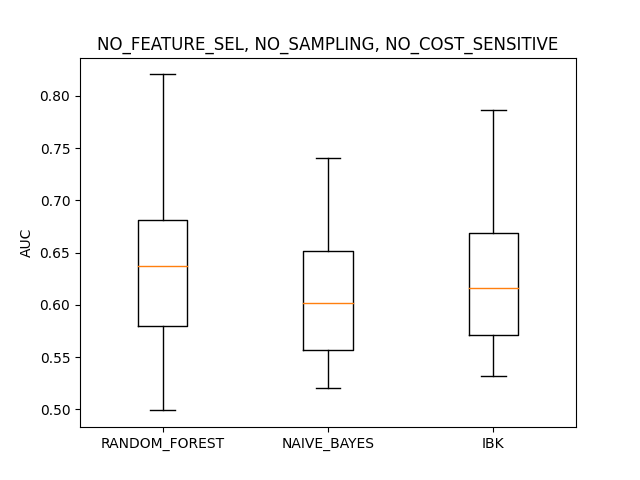 NO_FEATURE_SEL, NO_SAMPLING, NO_COST_SENSITIVE
0.80
0.75
0.70
0.65
0.60
0.55
0.50
AUC
RANDOM_FOREST NAIVE_BAYES IBK